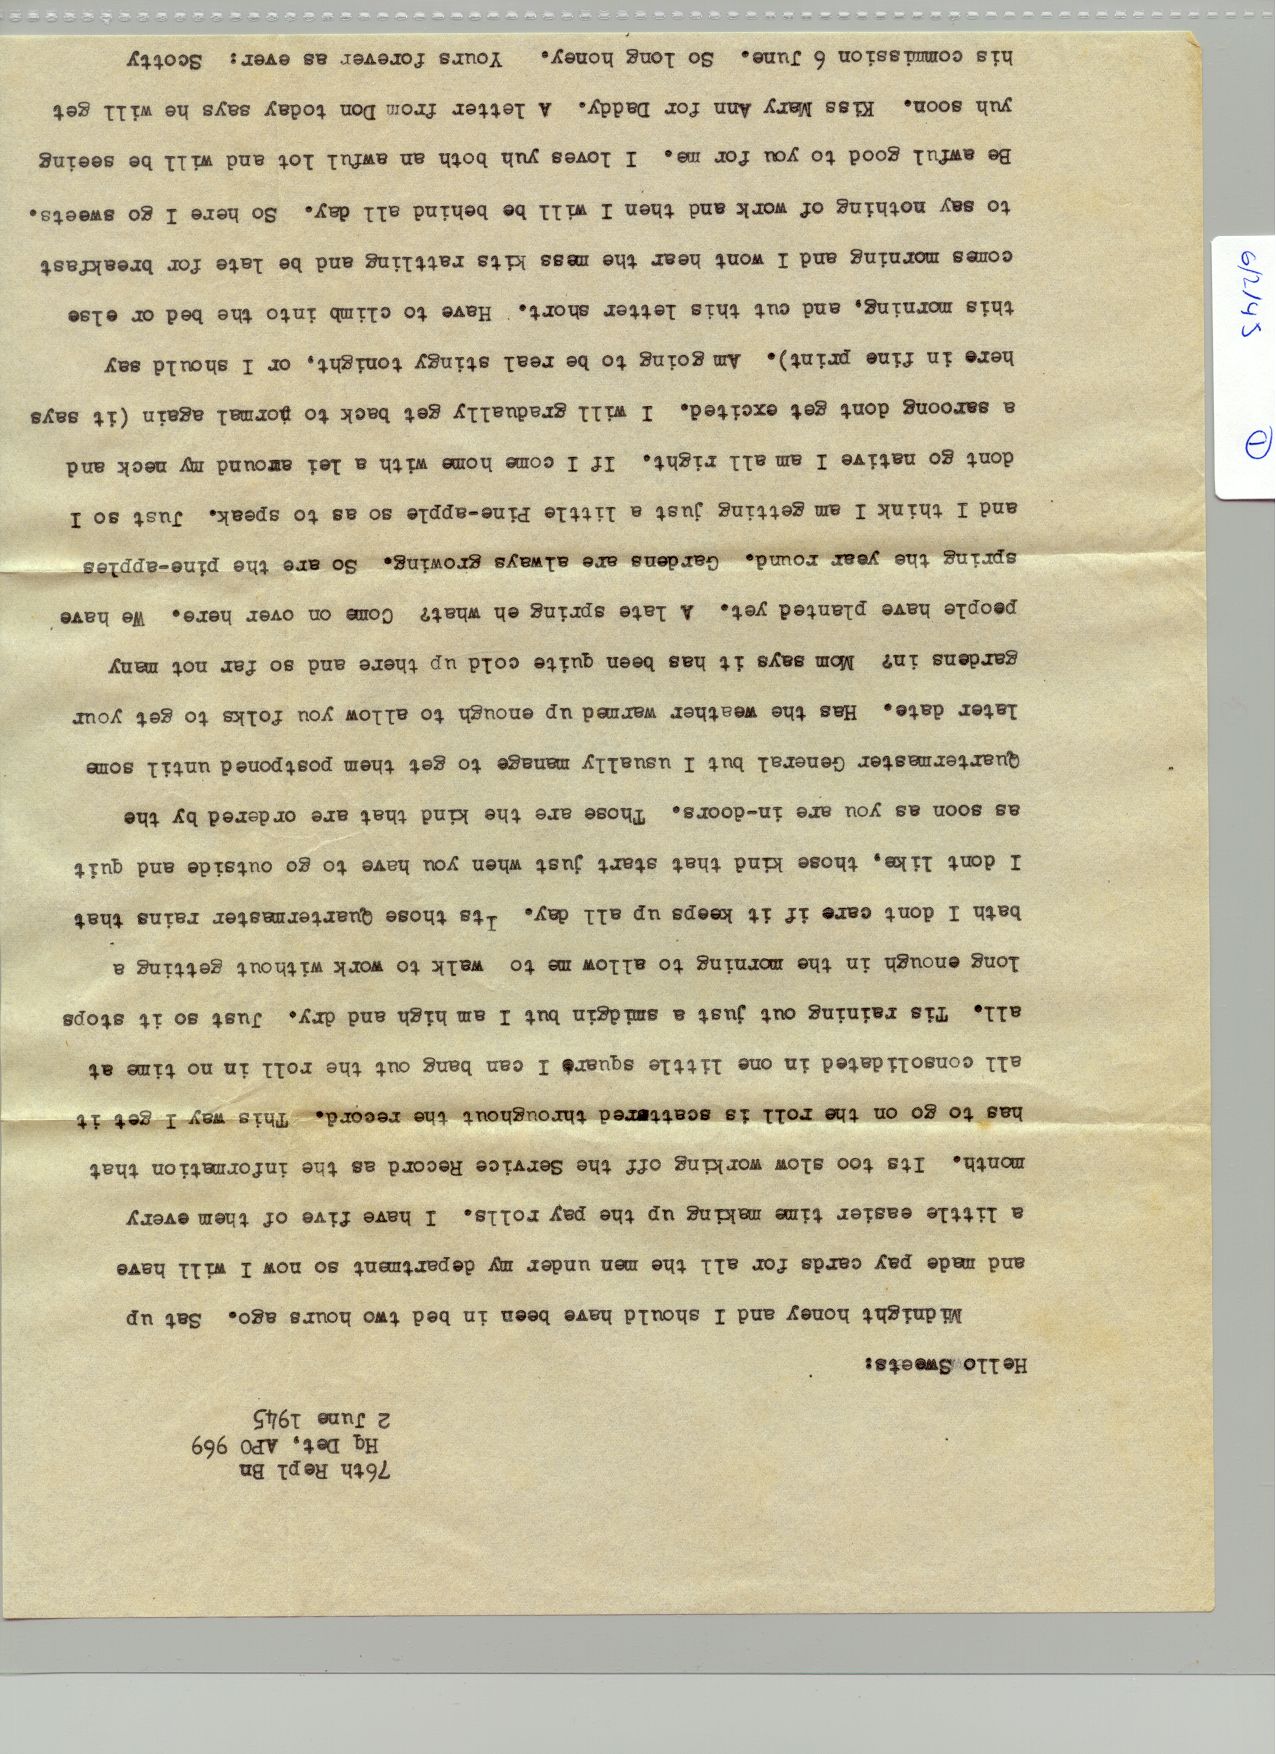 76th Repl Bn
Hq Det, APO 969
2 June 1945
Hello Sweets:
Midnight honey and I should have been in bed two hours ago. Sat up
and made pay cards for all the men under my department so now I will have
a little easier time making up the pay rolls. I have five of them every
month. Its too slow working off the Service Record as the information that
has to go on the roll is scattered throughout the record. This way I get it
all consolidated in one little square I can bang out the roll in no time at
all. Tis raining out just a smidgin but I am high and dry. Just so it stops
long enough in the morning to allow me to walk to work without getting a
bath I dont care if it keeps up all day. Its those Quartermaster rains that
I dont like, those kind that start just when you have to go outside and quit
as soon as you are in-doors. Those are the kind that are ordered by the
Quartermaster General but I usually manage to get them postponed until some
later date. Has the weather warmed up enough to allow you folks to get your
gardens in? Mom says it has been quite cold up there and so far not many
people have planted yet. A late spring eh what? Come on over here. We have
spring the year round. Gardens are always growing. So are the pine-apples
and I think I am getting just a little Pine-apple so as to speak. Just so I
dont go native I am all right. If I come home with a lei around my neck and
a saroong dont get excited. I will gradually get back to normal again (it says
here in fine print). Am going to be real stingy tonight, or I should say
this morning, and cut this letter short. Have to climb into the bed or else
comes morning and I wont hear the mess kits rattling and be late for breakfast
to say nothing of work and then I will be behind all day. So here I go sweets.
Be awful good to you for me. I loves yuh both an awful lot and will be seeing
yuh soon. Kiss Mary Ann for Daddy. A letter from Don today says he will get
his commission 6 June. So long honey. Yours forever as ever: Scotty
6/2/45
1